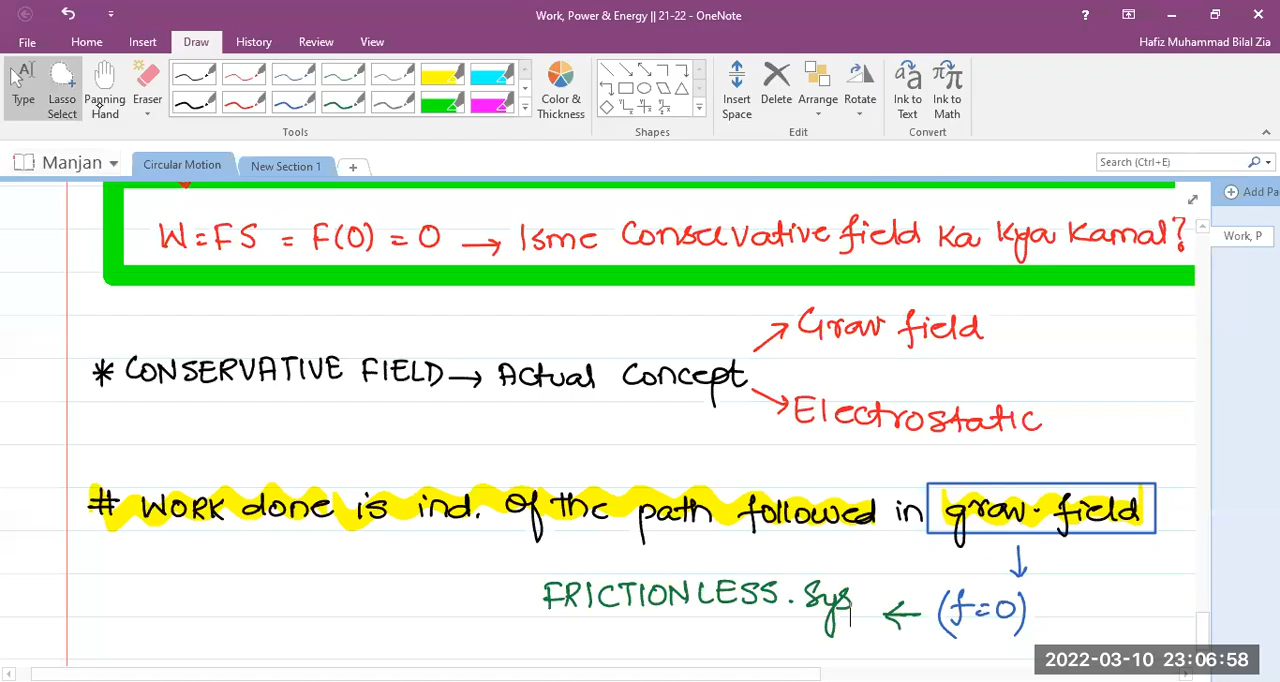 Work, Power & Energy || 21-22 - OneNote
File Home Insert Draw History Review View
Hafiz Muhammad Bilal Zia
Type Lasso Select Panning Hand Eraser Color & Thickness Insert Space Delete Arrange Rotate Ink to Text Ink to Math
Tools Shapes Edit Convert
Manjan Circular Motion New Section 1 Search (Ctrl+E)
Add Pa
Work, P
W = FS = F(0) = 0 → Isme Conservative field Ka Kya Kamal?
Grav field
* CONSERVATIVE FIELD → Actual Concept
Electrostatic
# WORK done is ind. Of the path followed in grav. field
FRICTIONLESS. Sys ← (f=0)
2022-03-10 23:06:58